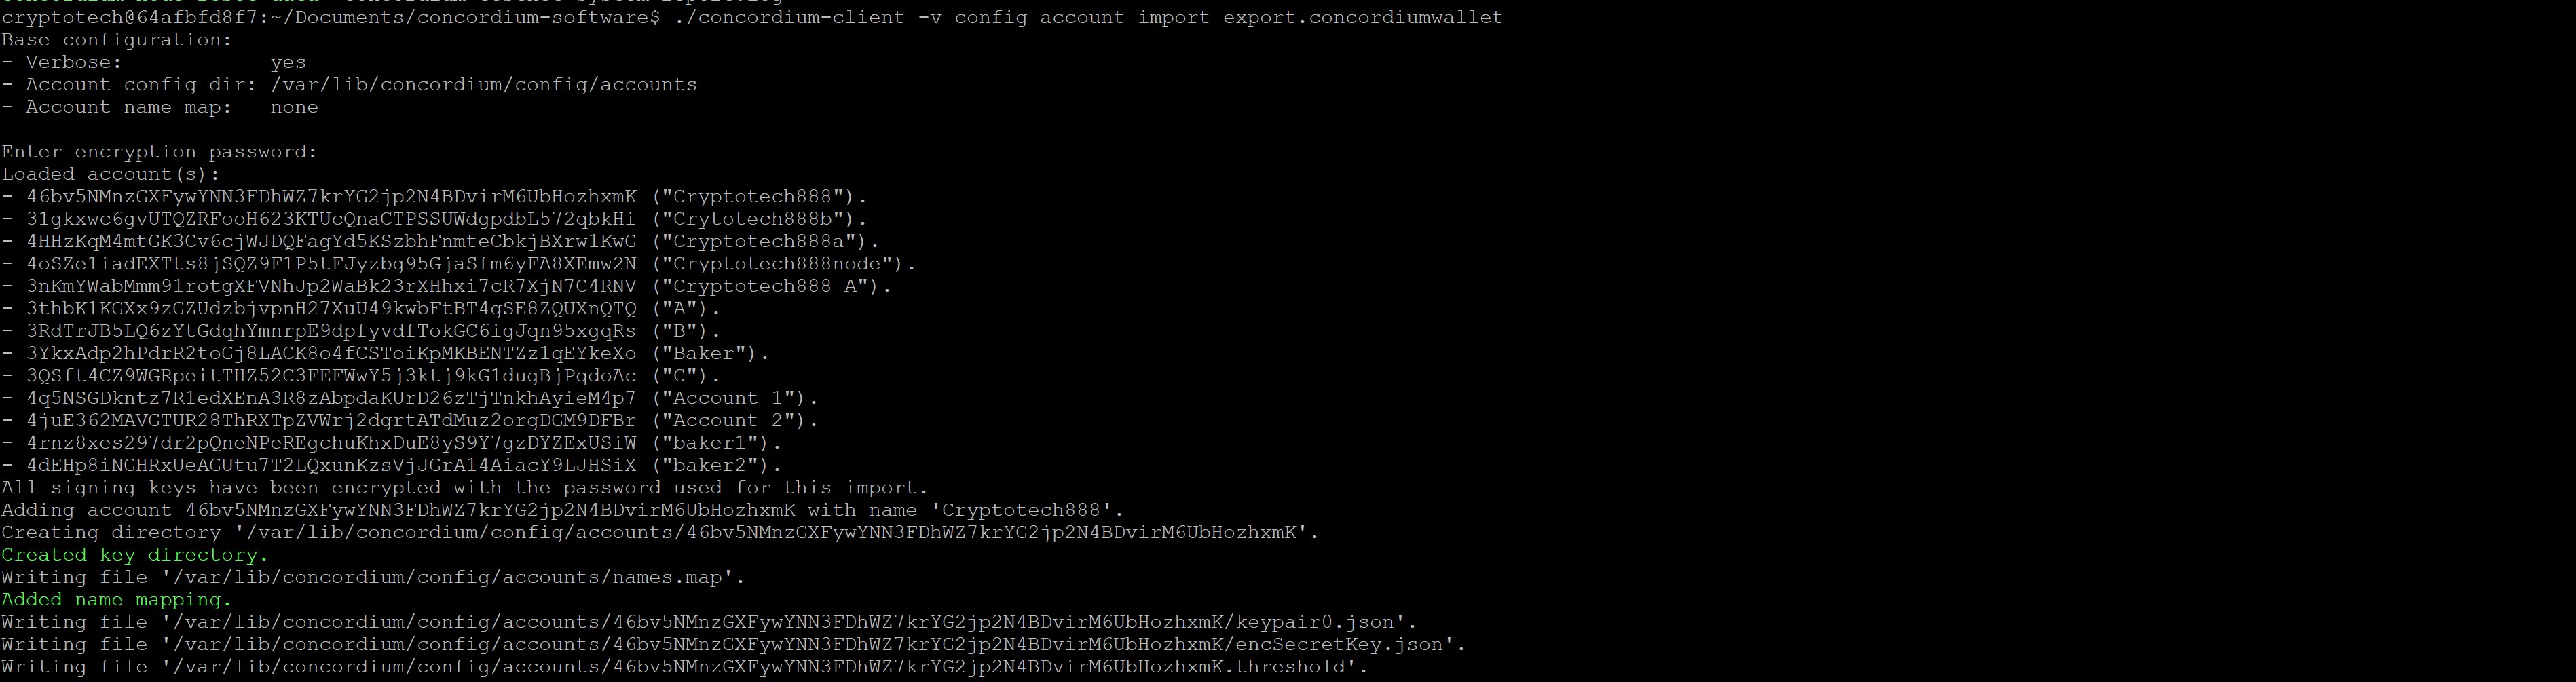 cryptotech@64afbfd8f7:~/Documents/concordium-software$ ./concordium-client -v config account import export.concordiumwallet
Base configuration:
- Verbose:            yes
- Account config dir: /var/lib/concordium/config/accounts
- Account name map:   none
Enter encryption password:
Loaded account(s):
- 46bv5NMnzGXFywYNN3FDhWZ7krYG2jp2N4BDvirM6UbHozhxmK ("Cryptotech888").
- 31gkxwc6gvUTQZRFooH623KTUcQnaCTPSSUWdgpdbL572qbkHi ("Crytotech888b").
- 4HHzKqM4mtGK3Cv6cjWJDQFagYd5KSzbhFnmteCbkjBXrw1KwG ("Cryptotech888a").
- 4oSZe1iadEXTts8jSQZ9F1P5tFJyzbg95GjaSfm6yFA8XEmw2N ("Cryptotech888node").
- 3nKmYWabMmm91rotgXFVNhJp2WaBk23rXHhxi7cR7XjN7C4RNV ("Cryptotech888 A").
- 3thbK1KGXx9zGZUdzbjvpnH27XuU49kwbFtBT4gSE8ZQUXnQTQ ("A").
- 3RdTrJB5LQ6zYtGdqhYmnrpE9dpfyvdfTokGC6igJqn95xgqRs ("B").
- 3YkxAdp2hPdrR2toGj8LACK8o4fCSToiKpMKBENTZz1qEYkeXo ("Baker").
- 3QSft4CZ9WGRpeitTHZ52C3FEFWwY5j3ktj9kG1dugBjPqdoAc ("C").
- 4q5NSGDkntz7R1edXEnA3R8zAbpdaKUrD26zTjTnkhAyieM4p7 ("Account 1").
- 4juE362MAVGTUR28ThRXTpZVWrj2dgrtATdMuz2orgDGM9DFBr ("Account 2").
- 4rnz8xes297dr2pQneNPeREgchuKhxDuE8yS9Y7gzDYZExUSiW ("baker1").
- 4dEHp8iNGHRxUeAGUtu7T2LQxunKzsVjJGrA14AiacY9LJHSiX ("baker2").
All signing keys have been encrypted with the password used for this import.
Adding account 46bv5NMnzGXFywYNN3FDhWZ7krYG2jp2N4BDvirM6UbHozhxmK with name 'Cryptotech888'.
Creating directory '/var/lib/concordium/config/accounts/46bv5NMnzGXFywYNN3FDhWZ7krYG2jp2N4BDvirM6UbHozhxmK'.
Created key directory.
Writing file '/var/lib/concordium/config/accounts/names.map'.
Added name mapping.
Writing file '/var/lib/concordium/config/accounts/46bv5NMnzGXFywYNN3FDhWZ7krYG2jp2N4BDvirM6UbHozhxmK/keypair0.json'.
Writing file '/var/lib/concordium/config/accounts/46bv5NMnzGXFywYNN3FDhWZ7krYG2jp2N4BDvirM6UbHozhxmK/encSecretKey.json'.
Writing file '/var/lib/concordium/config/accounts/46bv5NMnzGXFywYNN3FDhWZ7krYG2jp2N4BDvirM6UbHozhxmK.threshold'.